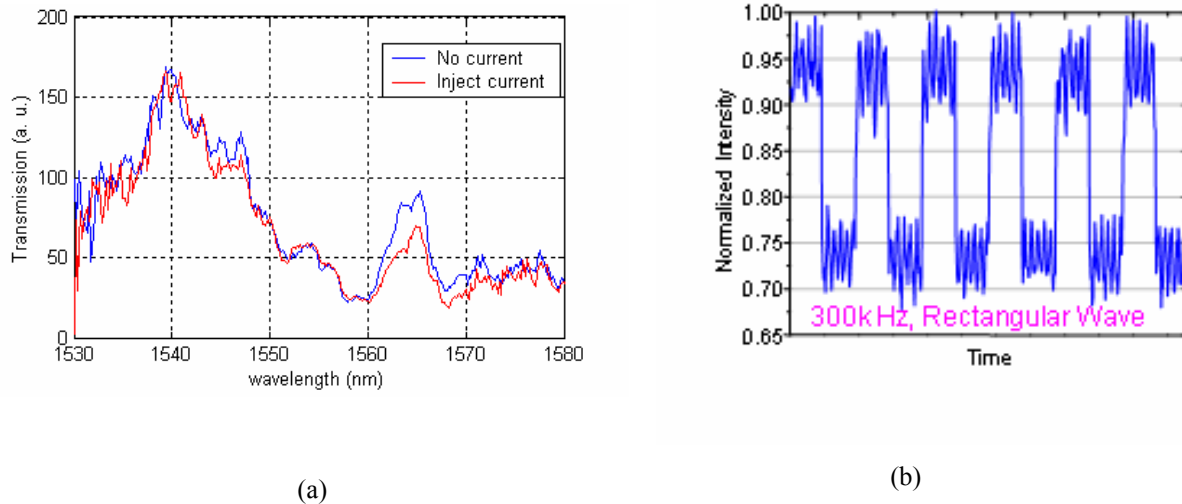 200
150
100
50
0
Transmission (a. u.)
No current
Inject current
1530
1540
1550
1560
1570
1580
wavelength (nm)
(a)
1.00
0.95
0.90
0.85
0.80
0.75
0.70
0.65
Normalized Intensity
300kHz, Rectangular Wave
Time
(b)